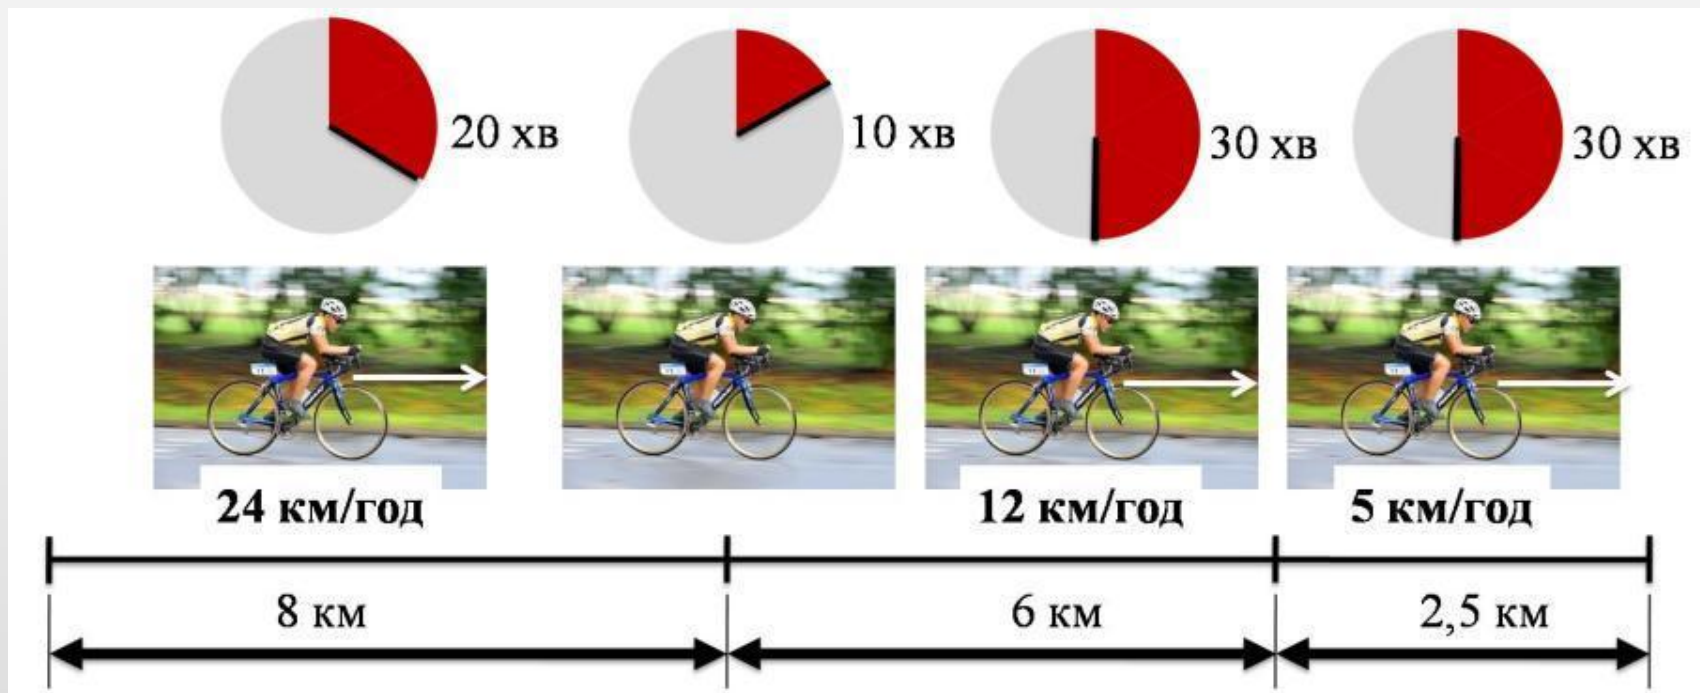 20 хв
10 хв
30 хв
30 хв
24 км/год
12 км/год
5 км/год
8 км
6 км
2,5 км